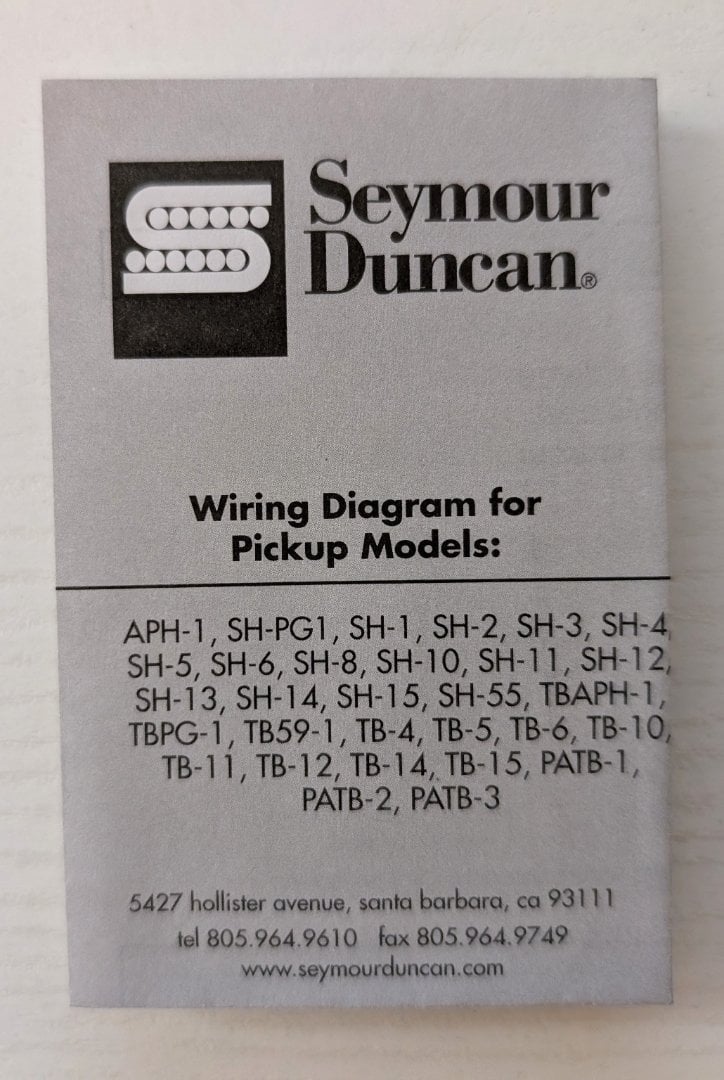 Seymour
Duncan®
Wiring Diagram for
Pickup Models:
APH-1, SH-PG1, SH-1, SH-2, SH-3, SH-4,
SH-5, SH-6, SH-8, SH-10, SH-11, SH-12,
SH-13, SH-14, SH-15, SH-55, TBAPH-1,
TBPG-1, TB59-1, TB-4, TB-5, TB-6, TB-10,
TB-11, TB-12, TB-14, TB-15, PATB-1,
PATB-2, PATB-3
5427 hollister avenue, santa barbara, ca 93111
tel 805.964.9610 fax 805.964.9749
www.seymourduncan.com